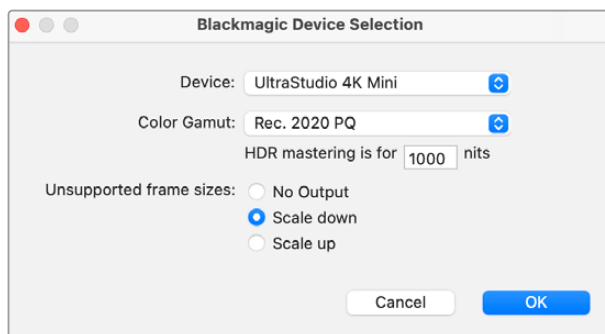 Blackmagic Device Selection
Device: UltraStudio 4K Mini
Color Gamut: Rec. 2020 PQ
HDR mastering is for 1000 nits
Unsupported frame sizes: No Output
Scale down
Scale up
Cancel OK